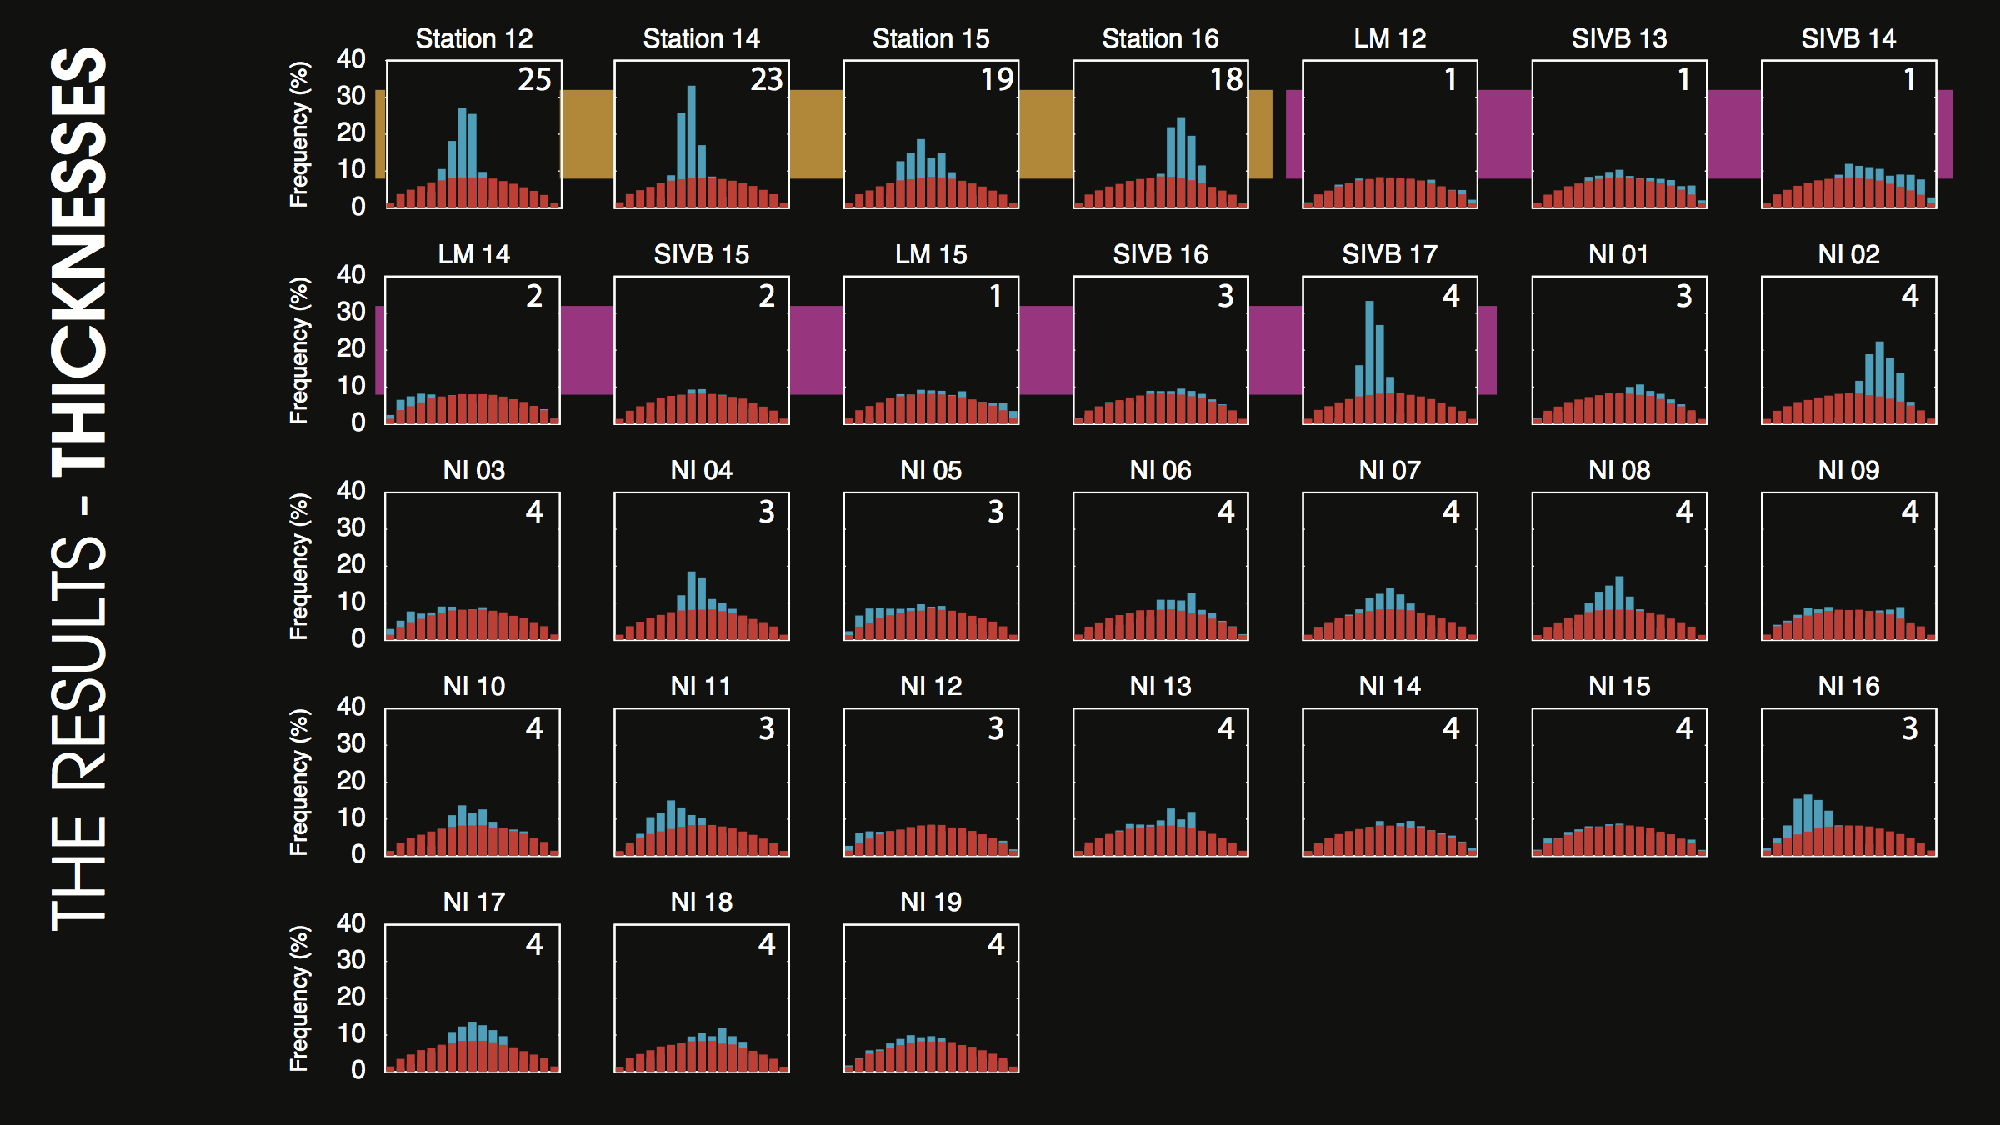 THE RESULTS - THICKNESSES
Station 12 Station 14 Station 15 Station 16 LM 12 SIVB 13 SIVB 14
Frequency (%)
40
30
20
10
0
25 23 19 18 1 1 1
LM 14 SIVB 15 LM 15 SIVB 16 SIVB 17 NI 01 NI 02
Frequency (%)
40
30
20
10
0
2 2 1 3 4 3 4
NI 03 NI 04 NI 05 NI 06 NI 07 NI 08 NI 09
Frequency (%)
40
30
20
10
0
4 3 3 4 4 4 4
NI 10 NI 11 NI 12 NI 13 NI 14 NI 15 NI 16
Frequency (%)
40
30
20
10
0
4 3 3 4 4 4 3
NI 17 NI 18 NI 19
Frequency (%)
40
30
20
10
0
4 4 4